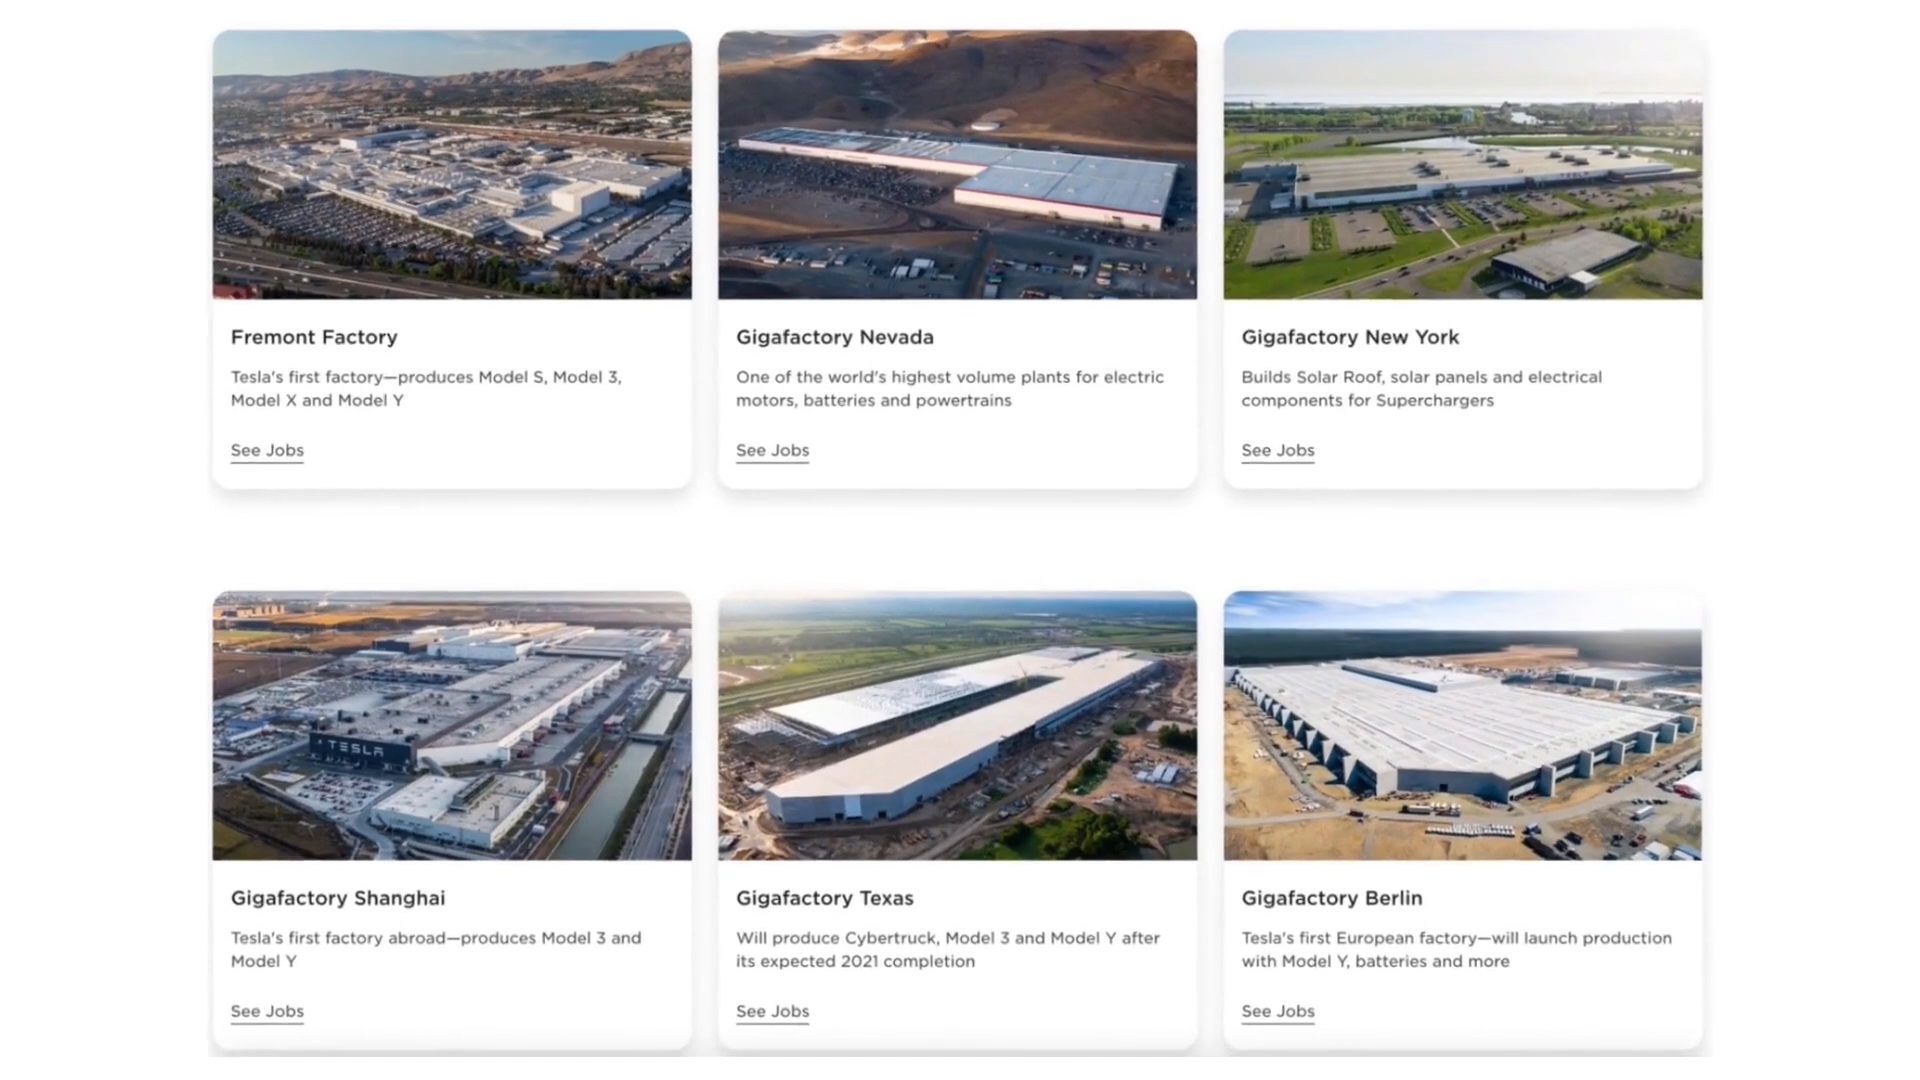 Fremont Factory
Tesla's first factory—produces Model S, Model 3,
Model X and Model Y
See Jobs
Gigafactory Nevada
One of the world's highest volume plants for electric
motors, batteries and powertrains
See Jobs
TESLA
Gigafactory New York
Builds Solar Roof, solar panels and electrical
components for Superchargers
See Jobs
TESLA
Gigafactory Shanghai
Tesla's first factory abroad—produces Model 3 and
Model Y
See Jobs
Gigafactory Texas
Will produce Cybertruck, Model 3 and Model Y after
its expected 2021 completion
See Jobs
Gigafactory Berlin
Tesla's first European factory—will launch production
with Model Y, batteries and more
See Jobs